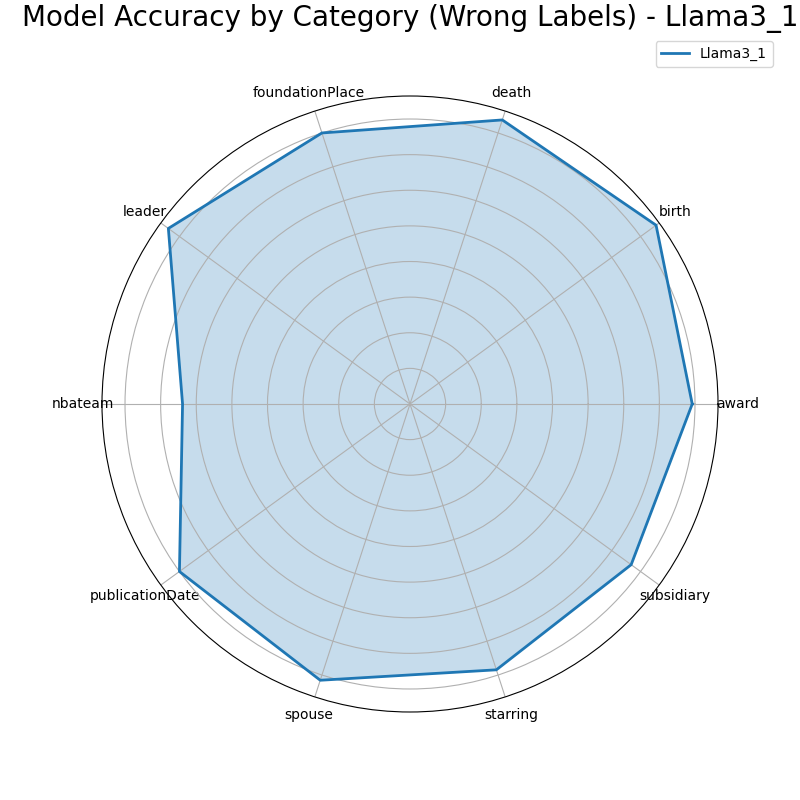 Model Accuracy by Category (Wrong Labels) - Llama3_1
Llama3_1
foundationPlace
death
leader
birth
nbateam
award
publicationDate
subsidiary
spouse
starring